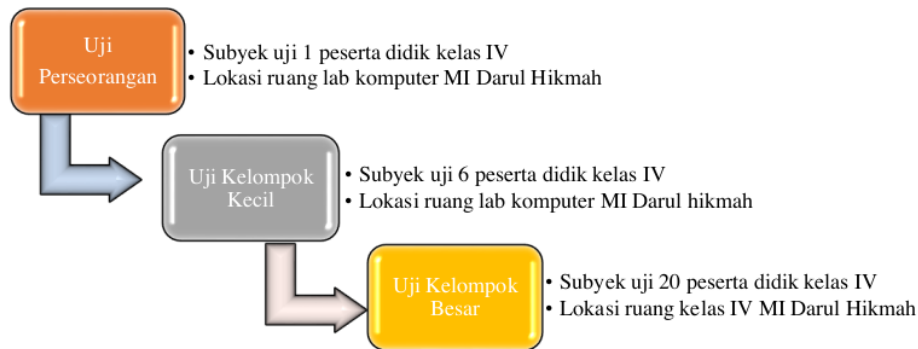 Uji
Perseorangan
• Subyek uji 1 peserta didik kelas IV
• Lokasi ruang lab komputer MI Darul Hikmah
Uji Kelompok
Kecil
• Subyek uji 6 peserta didik kelas IV
• Lokasi ruang lab komputer MI Darul hikmah
Uji Kelompok
Besar
• Subyek uji 20 peserta didik kelas IV
• Lokasi ruang kelas IV MI Darul Hikmah